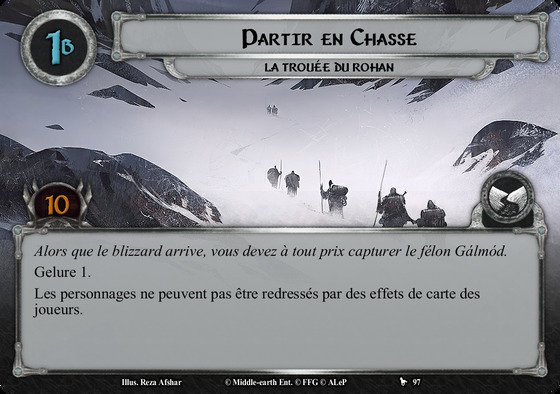 1B
PARTIR EN CHASSE
LA TROUÉE DU ROHAN
10
Alors que le blizzard arrive, vous devez à tout prix capturer le félon Gálmód.
Gelure 1.
Les personnages ne peuvent pas être redressés par des effets de carte des
joueurs.
Illus. Reza Afshar © Middle-earth Ent. © FFG © ALeP 97